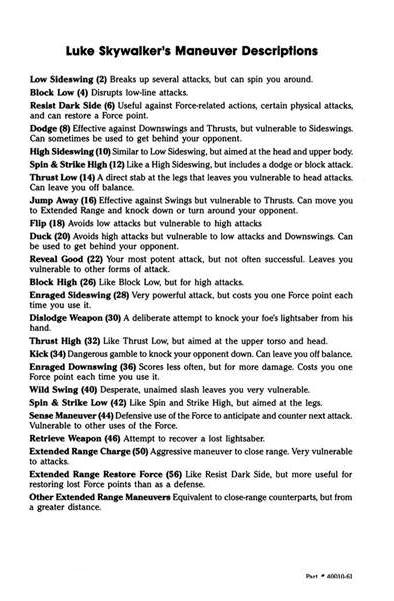 Luke Skywalker's Maneuver Descriptions
Low Sideswing (2) Breaks up several attacks, but can spin you around.
Block Low (4) Disrupts low-line attacks.
Resist Dark Side (6) Useful against Force-related actions, certain physical attacks,
and can restore a Force point.
Dodge (8) Effective against Downswings and Thrusts, but vulnerable to Sideswings.
Can sometimes be used to get behind your opponent.
High Sideswing (10) Similar to Low Sideswing, but aimed at the head and upper body.
Spin & Strike High (12) Like a High Sideswing, but includes a dodge or block attack.
Thrust Low (14) A direct stab at the legs that leaves you vulnerable to head attacks.
Can leave you off balance.
Jump Away (16) Effective against Swings but vulnerable to Thrusts. Can move you
to Extended Range and knock down or turn around your opponent.
Flip (18) Avoids low attacks but vulnerable to high attacks
Duck (20) Avoids high attacks but vulnerable to low attacks and Downswings. Can
be used to get behind your opponent.
Reveal Good (22) Your most potent attack, but not often successful. Leaves you
vulnerable to other forms of attack.
Block High (26) Like Block Low, but for high attacks.
Enraged Sideswing (28) Very powerful attack, but costs you one Force point each
time you use it.
Dislodge Weapon (30) A deliberate attempt to knock your foe's lightsaber from his
hand.
Thrust High (32) Like Thrust Low, but aimed at the upper torso and head.
Kick (34) Dangerous gamble to knock your opponent down. Can leave you off balance.
Enraged Downswing (36) Scores less often, but for more damage. Costs you one
Force point each time you use it.
Wild Swing (40) Desperate, unaimed slash leaves you very vulnerable.
Spin & Strike Low (42) Like Spin and Strike High, but aimed at the legs.
Sense Maneuver (44) Defensive use of the Force to anticipate and counter next attack.
Vulnerable to other uses of the Force.
Retrieve Weapon (46) Attempt to recover a lost lightsaber.
Extended Range Charge (50) Aggressive maneuver to close range. Very vulnerable
to attacks.
Extended Range Restore Force (56) Like Resist Dark Side, but more useful for
restoring lost Force points than as a defense.
Other Extended Range Maneuvers Equivalent to close-range counterparts, but from
a greater distance.
Part # 40010-61